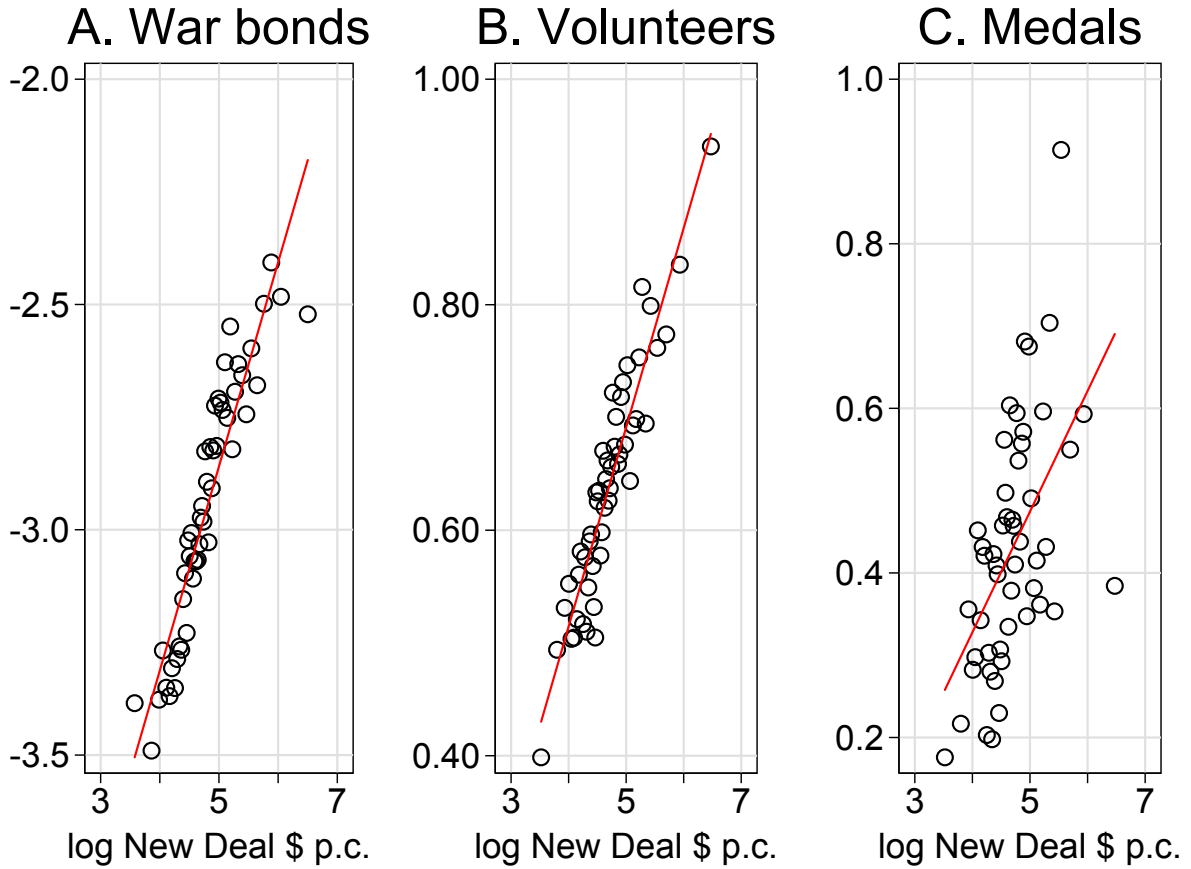 A. War bonds
-2.0
-2.5
-3.0
-3.5
3 5 7
log New Deal $ p.c.
B. Volunteers
1.00
0.80
0.60
0.40
3 5 7
log New Deal $ p.c.
C. Medals
1.0
0.8
0.6
0.4
0.2
3 5 7
log New Deal $ p.c.